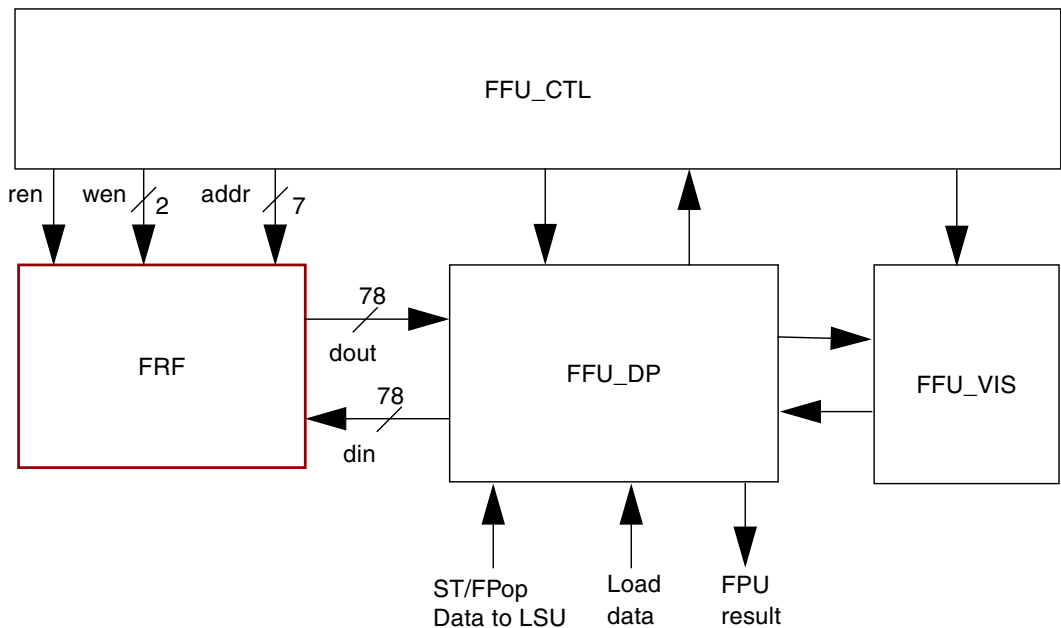 FFU_CTL
ren
wen
2
addr
7
FRF
78
dout
78
din
FFU_DP
FFU_VIS
ST/FPop
Data to LSU
Load
data
FPU
result